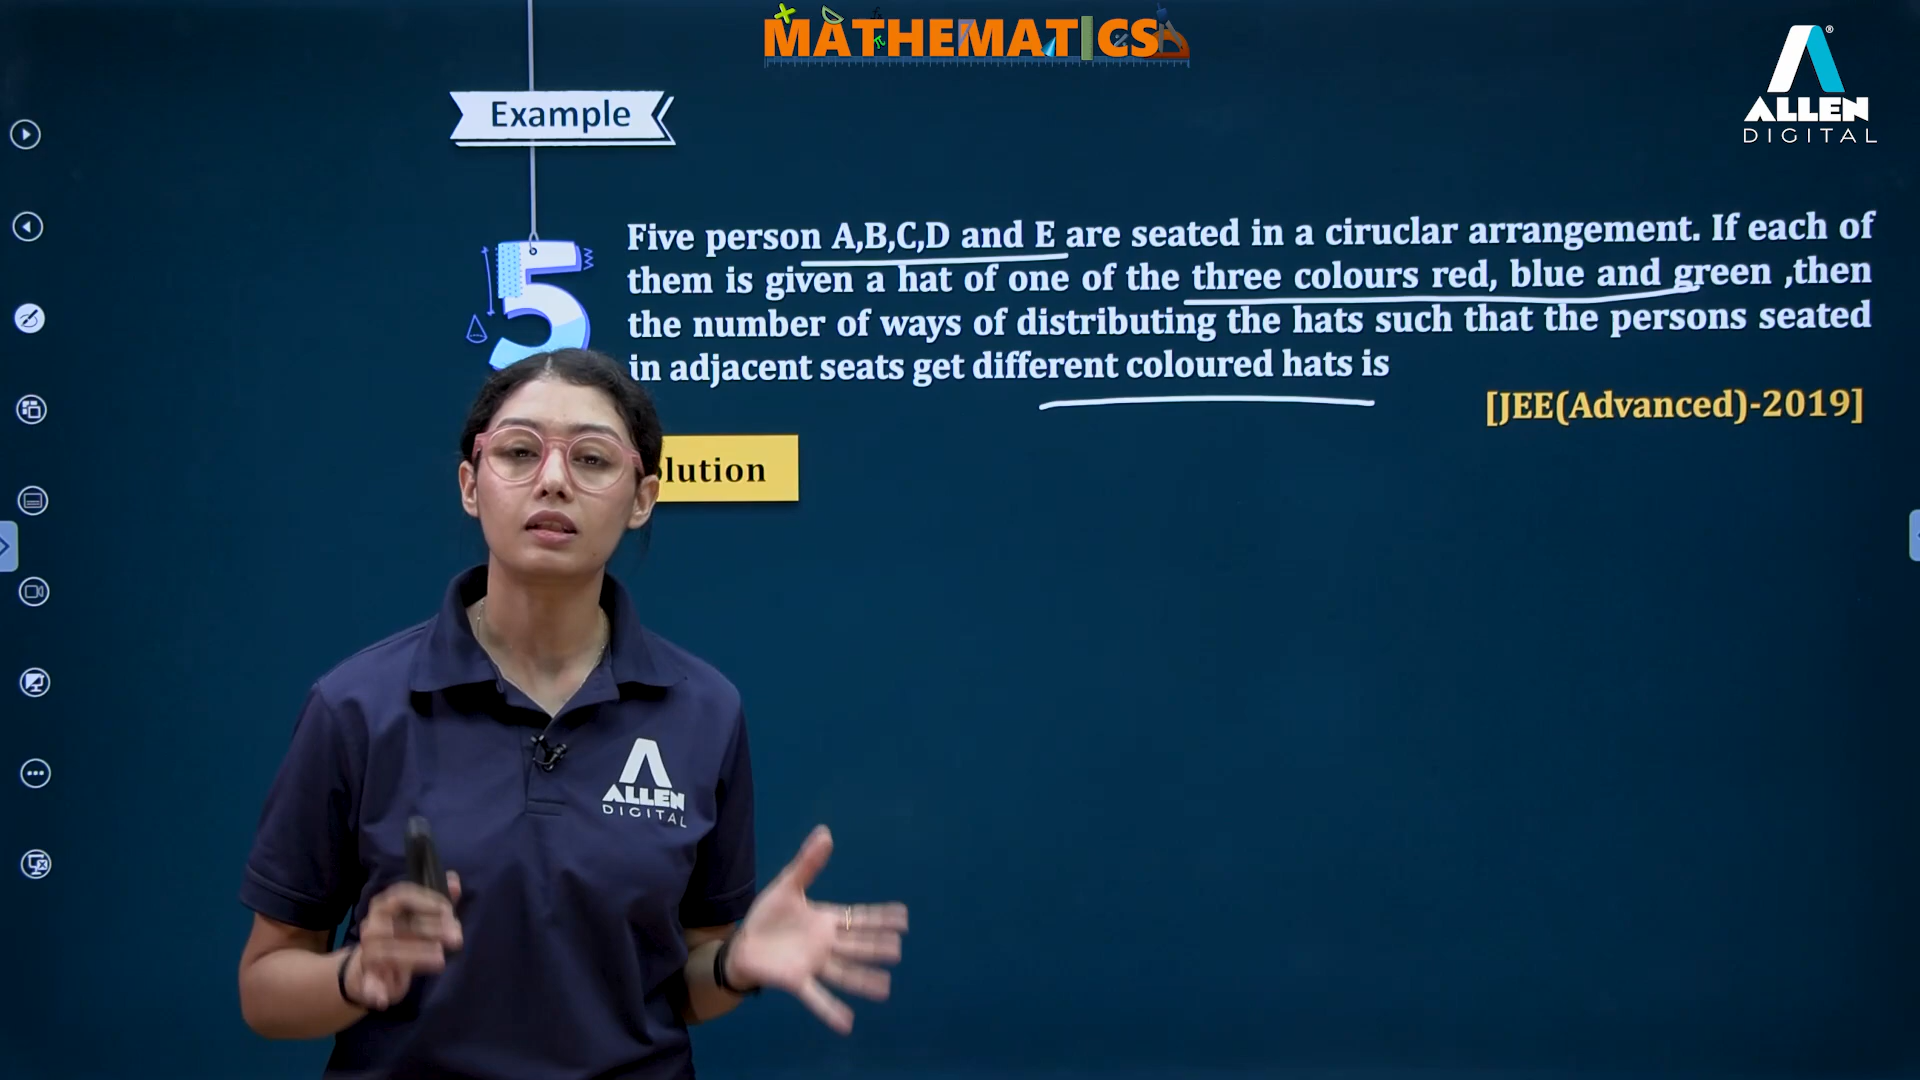 MATHEMATICS
ALLEN
DIGITAL
Example
5
Five person A,B,C,D and E are seated in a ciruclar arrangement. If each of
them is given a hat of one of the three colours red, blue and green ,then
the number of ways of distributing the hats such that the persons seated
in adjacent seats get different coloured hats is
[JEE(Advanced)-2019]
lution
ALLEN
DIGITAL